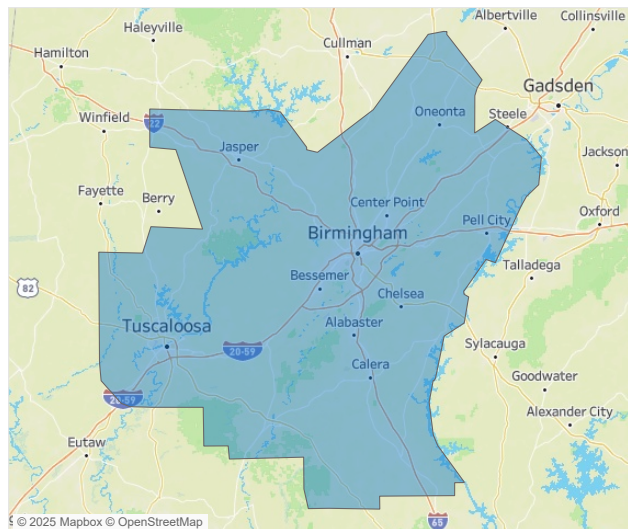 Haleyville
Albertville
Collinsville
Hamilton
Cullman
Gadsden
Winfield
22
Oneonta
Steele
Jasper
Jackson
Fayette
Berry
Center Point
Oxford
Birmingham
Pell City
82
Bessemer
Talladega
Chelsea
Tuscaloosa
Alabaster
20-59
Sylacauga
Calera
Goodwater
20-59
Alexander City
Eutaw
65
© 2025 Mapbox © OpenStreetMap